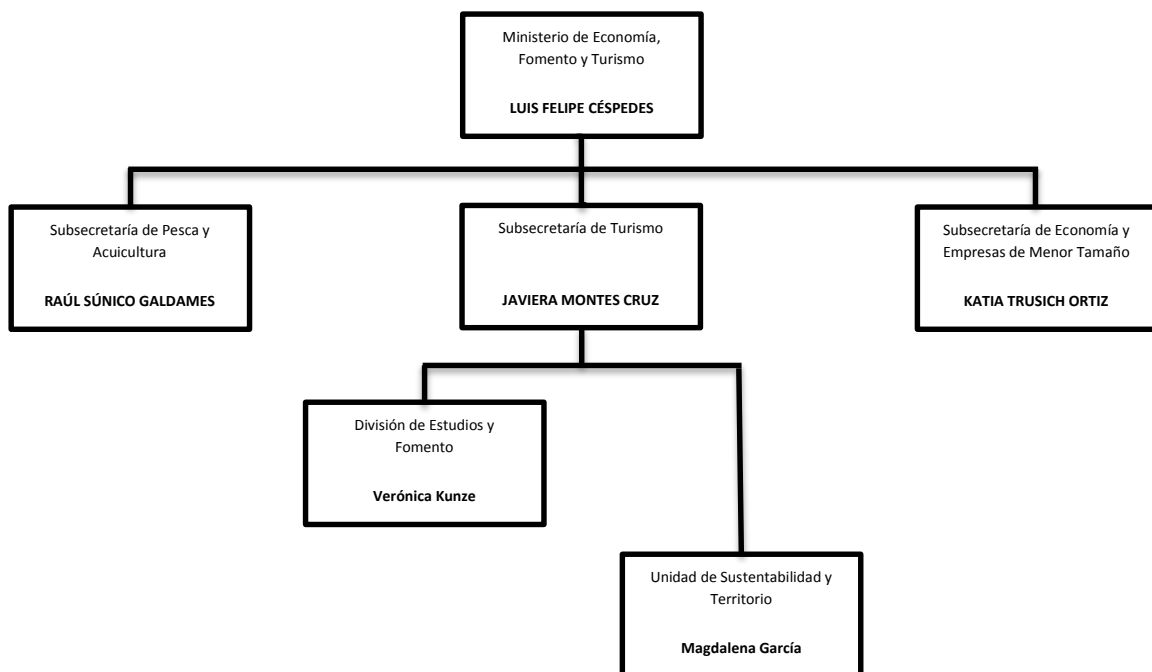 Ministerio de Economía,
Fomento y Turismo
LUIS FELIPE CÉSPEDES
Subsecretaría de Pesca y
Acuicultura
RAÚL SÚNICO GALDAMES
Subsecretaría de Turismo
JAVIERA MONTES CRUZ
Subsecretaría de Economía y
Empresas de Menor Tamaño
KATIA TRUSICH ORTIZ
División de Estudios y
Fomento
Verónica Kunze
Unidad de Sustentabilidad y
Territorio
Magdalena García